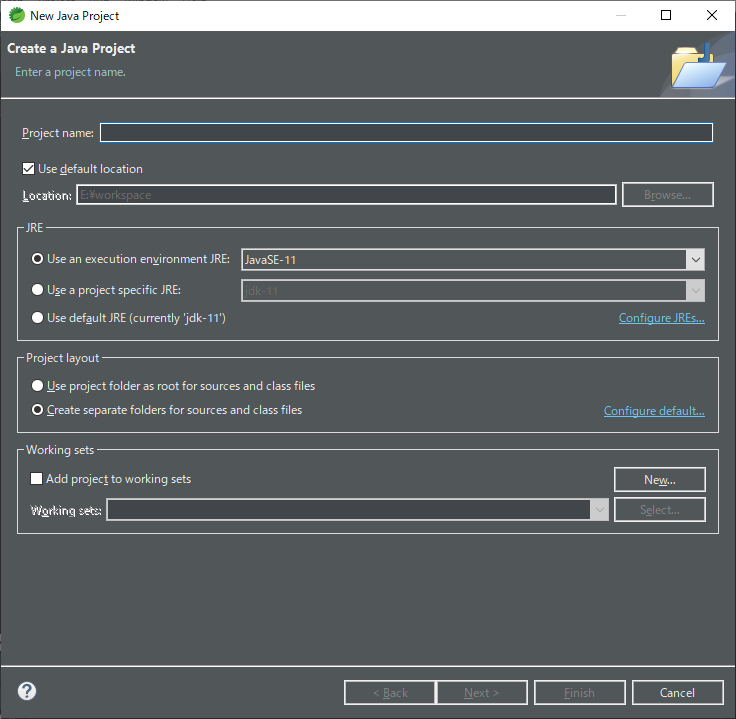 New Java Project
Create a Java Project
Enter a project name.
Project name:
Use default location
Location: E:¥workspace Browse...
JRE
Use an execution environment JRE: JavaSE-11
Use a project specific JRE: jdk-11
Use default JRE (currently 'jdk-11') Configure JREs...
Project layout
Use project folder as root for sources and class files
Create separate folders for sources and class files Configure default...
Working sets
Add project to working sets New...
Working sets: Select...
? < Back Next > Finish Cancel